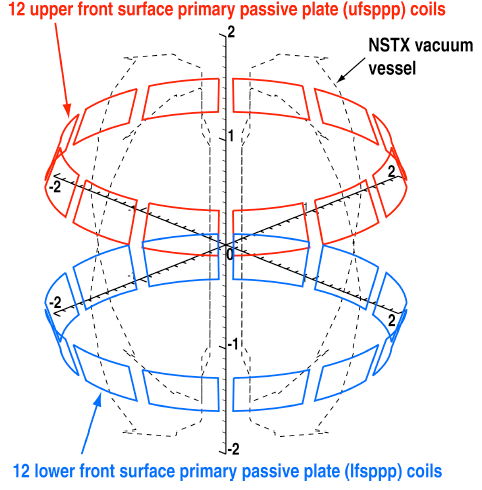 12 upper front surface primary passive plate (ufsppp) coils
2
NSTX vacuum
vessel
1
-2
2
0
-2
2
-1
-2
12 lower front surface primary passive plate (lfsppp) coils